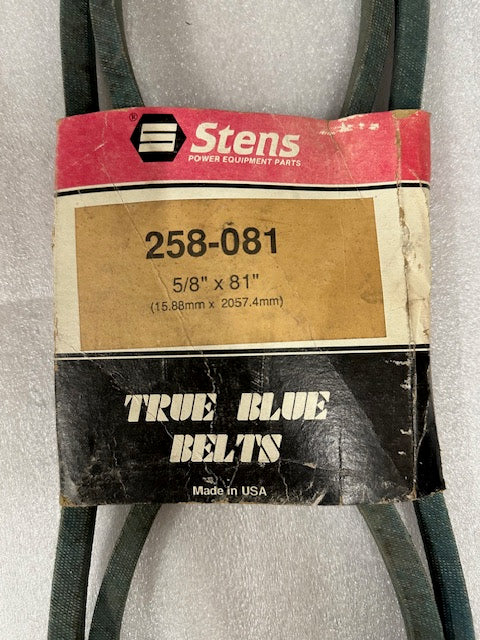 ® Stens
POWER EQUIPMENT PARTS
258-081
5/8" x 81"
(15.88mm x 2057.4mm)
TRUE BLUE
BELTS
Made in USA